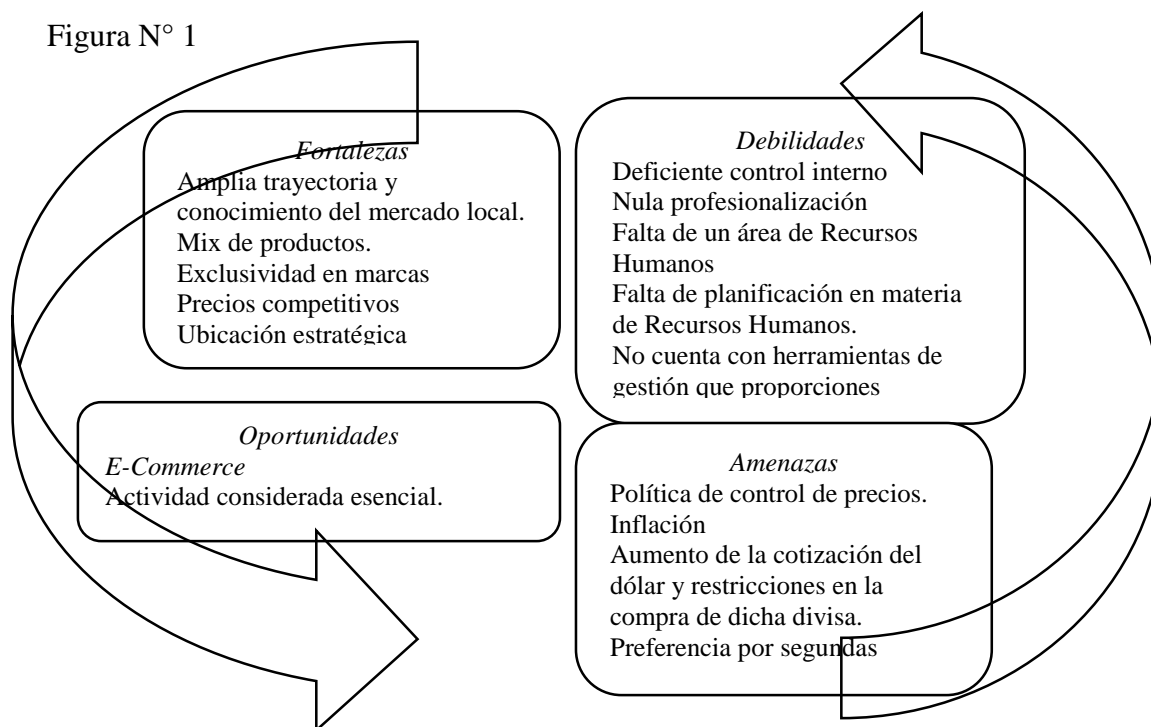 Figura N° 1
Fortalezas
Amplia trayectoria y
conocimiento del mercado local.
Mix de productos.
Exclusividad en marcas
Precios competitivos
Ubicación estratégica
Debilidades
Deficiente control interno
Nula profesionalización
Falta de un área de Recursos
Humanos
Falta de planificación en materia
de Recursos Humanos.
No cuenta con herramientas de
gestión que proporciones
Oportunidades
E-Commerce
Actividad considerada esencial.
Amenazas
Política de control de precios.
Inflación
Aumento de la cotización del
dólar y restricciones en la
compra de dicha divisa.
Preferencia por segundas